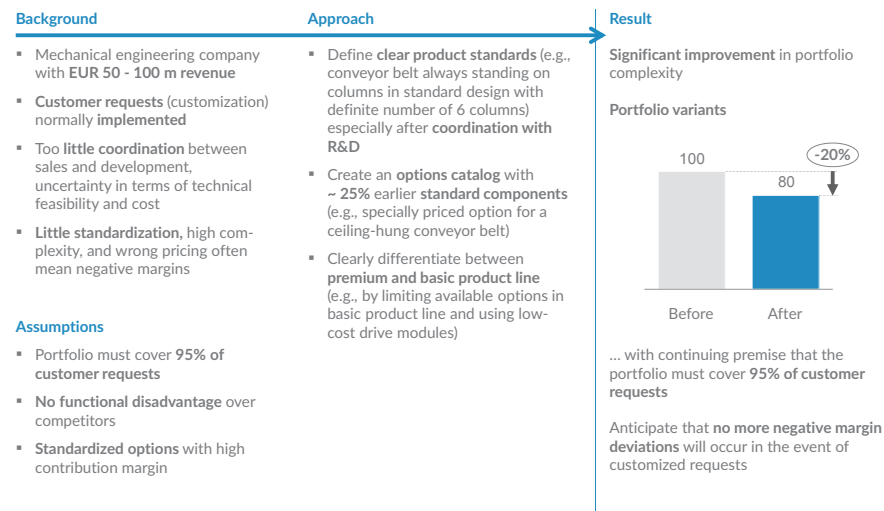 Background
▪ Mechanical engineering company
with EUR 50 - 100 m revenue
▪ Customer requests (customization)
normally implemented
▪ Too little coordination between
sales and development,
uncertainty in terms of technical
feasibility and cost
▪ Little standardization, high com-
plexity, and wrong pricing often
mean negative margins
Assumptions
▪ Portfolio must cover 95% of
customer requests
▪ No functional disadvantage over
competitors
▪ Standardized options with high
contribution margin
Approach
▪ Define clear product standards (e.g.,
conveyor belt always standing on
columns in standard design with
definite number of 6 columns)
especially after coordination with
R&D
▪ Create an options catalog with
~ 25% earlier standard components
(e.g., specially priced option for a
ceiling-hung conveyor belt)
▪ Clearly differentiate between
premium and basic product line
(e.g., by limiting available options in
basic product line and using low-
cost drive modules)
Result
Significant improvement in portfolio
complexity
Portfolio variants
-20%
100
80
Before After
... with continuing premise that the
portfolio must cover 95% of customer
requests
Anticipate that no more negative margin
deviations will occur in the event of
customized requests